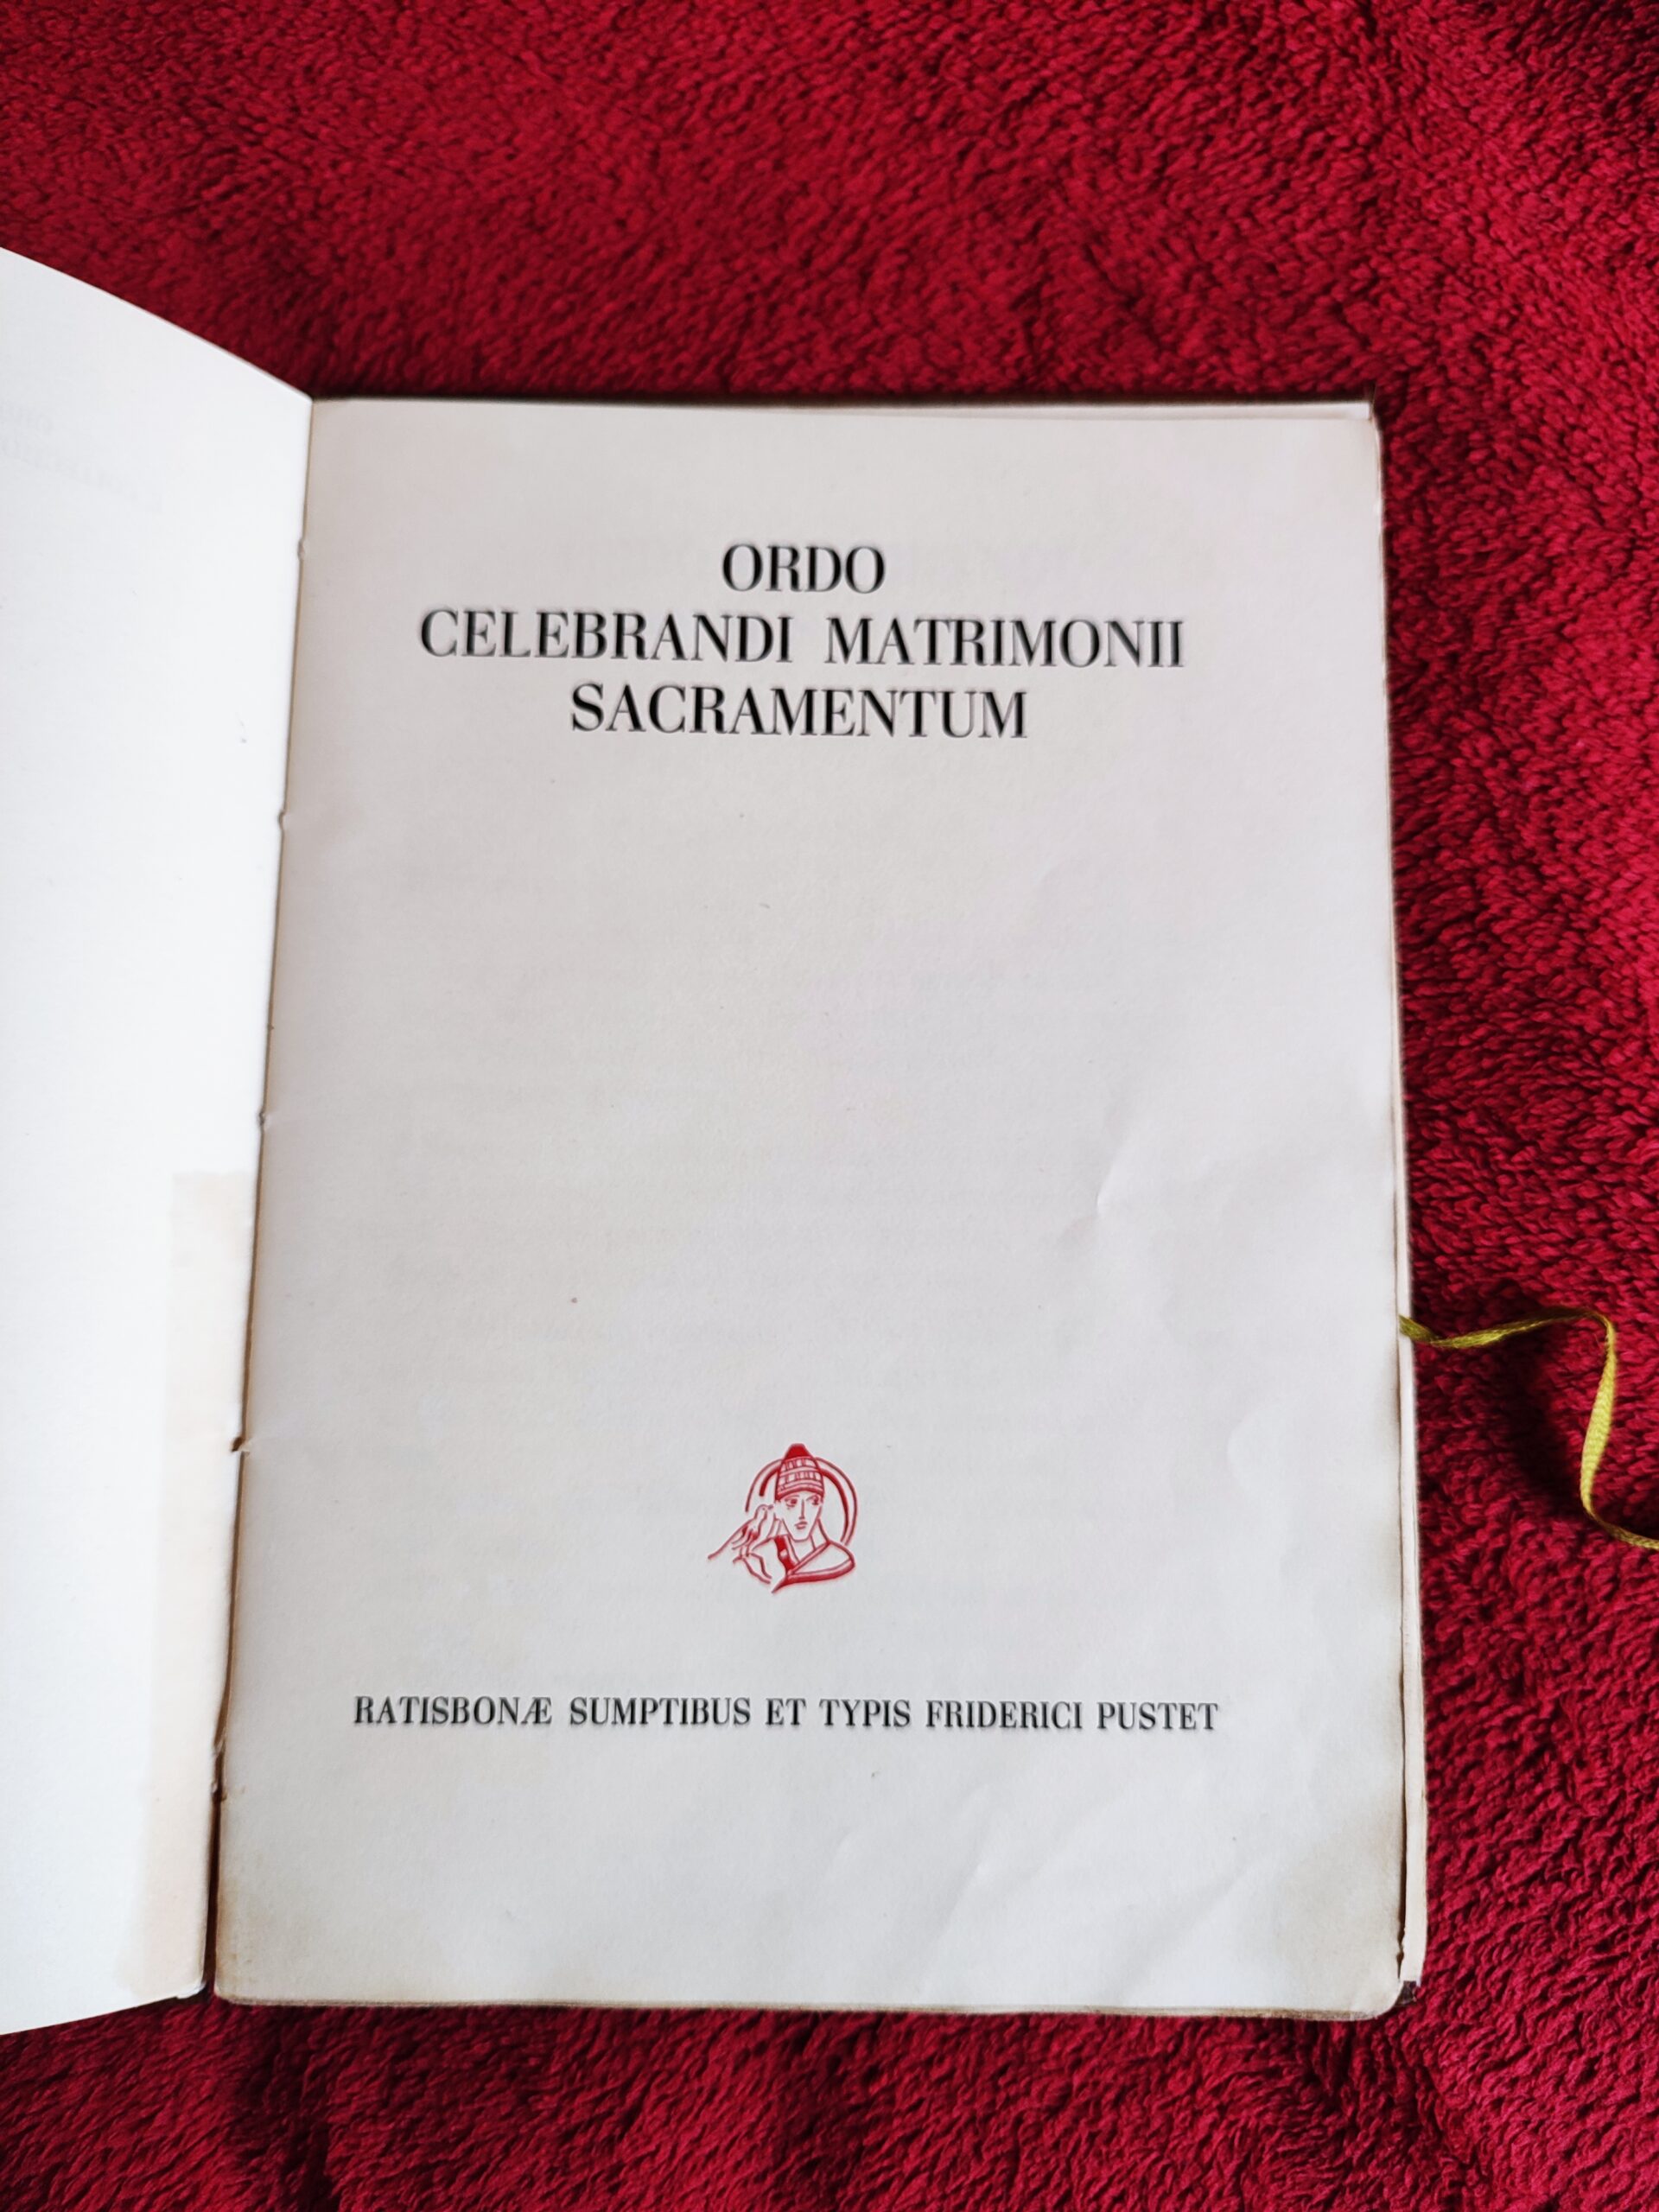 ORDO
CELEBRANDI MATRIMONII
SACRAMENTUM
RATISBONÆ SUMPTIBUS ET TYPIS FRIDERICI PUSTET